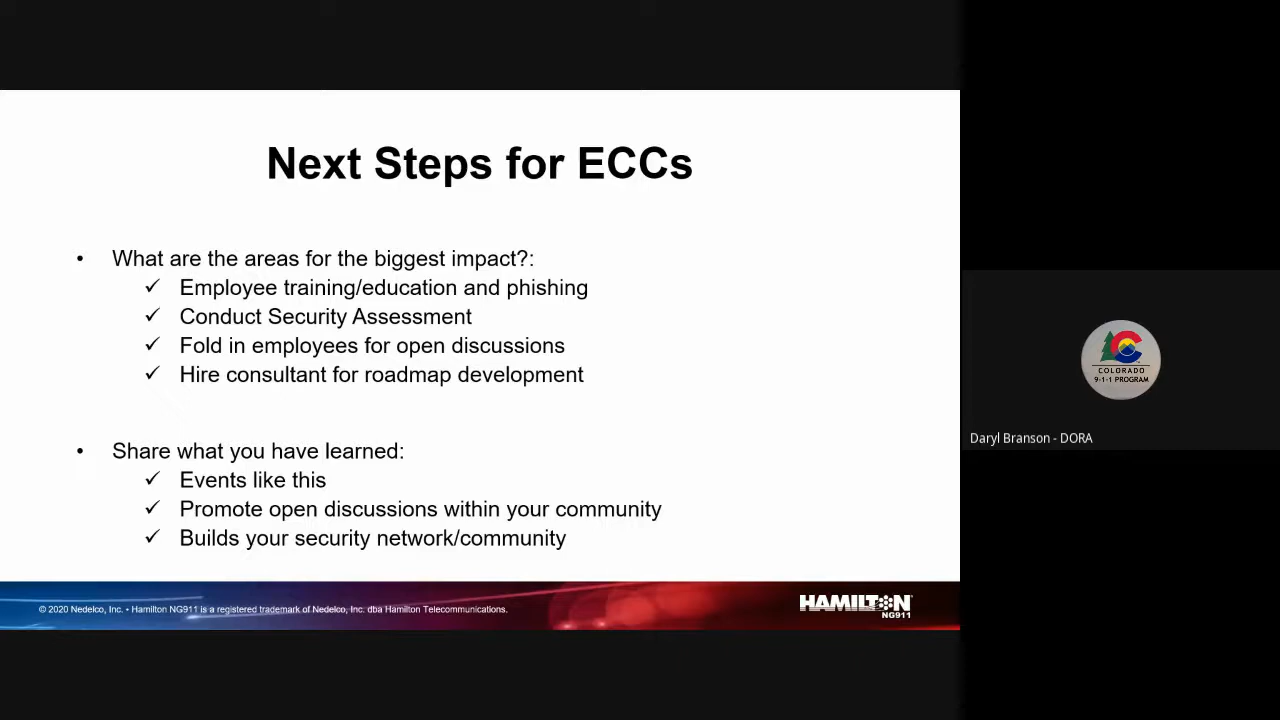 Next Steps for ECCs
• What are the areas for the biggest impact?:
✓ Employee training/education and phishing
✓ Conduct Security Assessment
✓ Fold in employees for open discussions
✓ Hire consultant for roadmap development
• Share what you have learned:
✓ Events like this
✓ Promote open discussions within your community
✓ Builds your security network/community
© 2020 Nedelco, Inc. • Hamilton NG911 is a registered trademark of Nedelco, Inc. dba Hamilton Telecommunications.
HAMILTON
NG911
COLORADO
9-1-1 PROGRAM
Daryl Branson - DORA